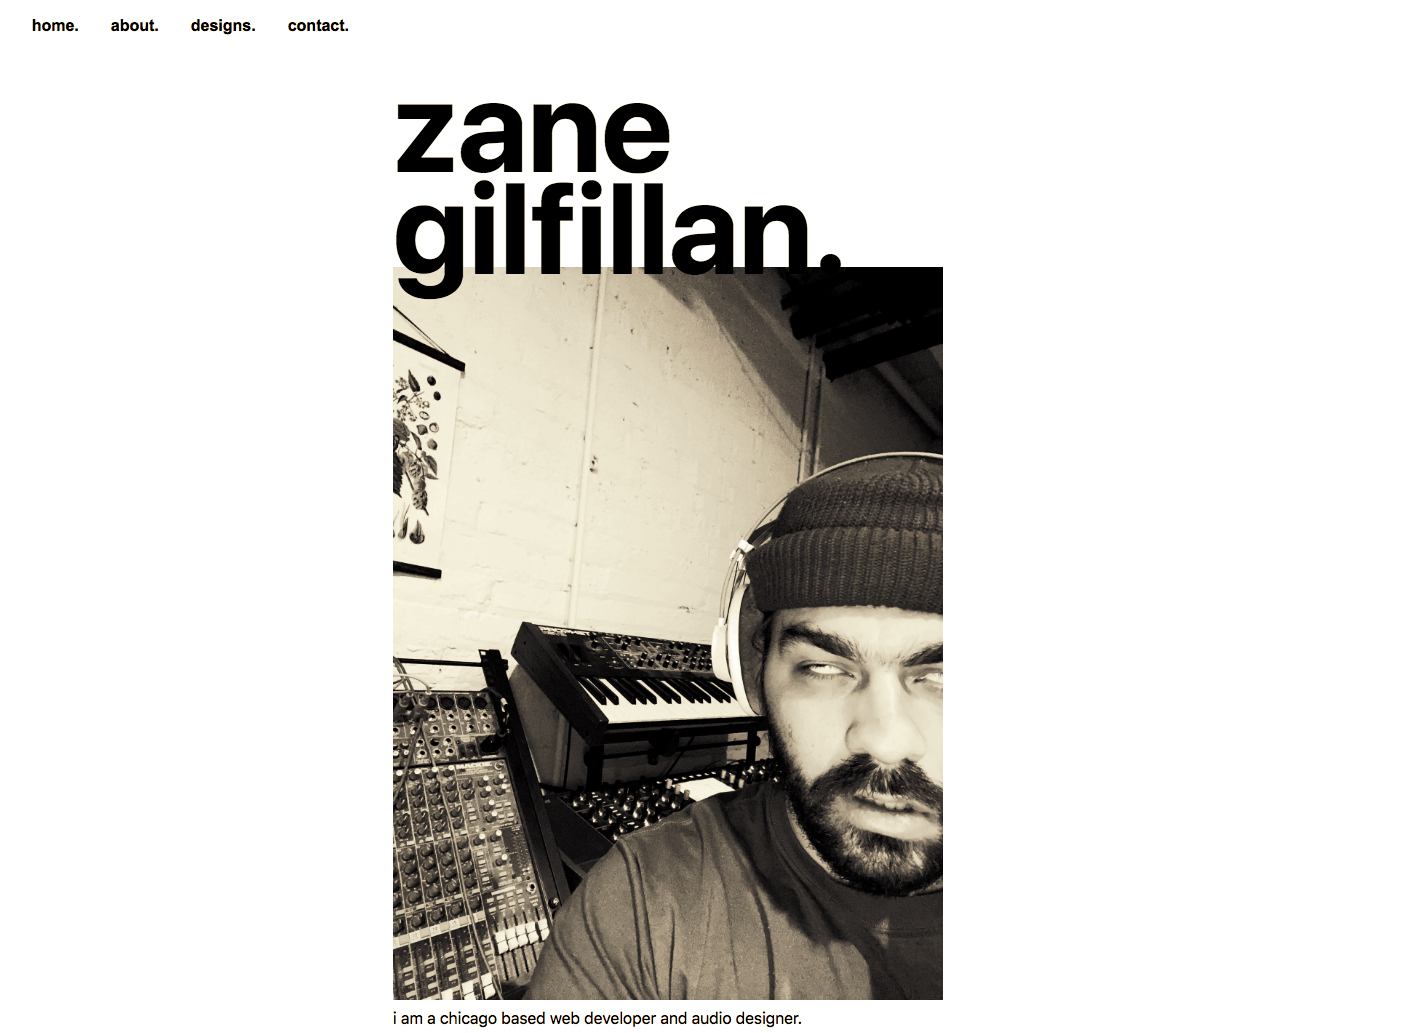 home. about. designs. contact.
zane
gilfillan.
i am a chicago based web developer and audio designer.